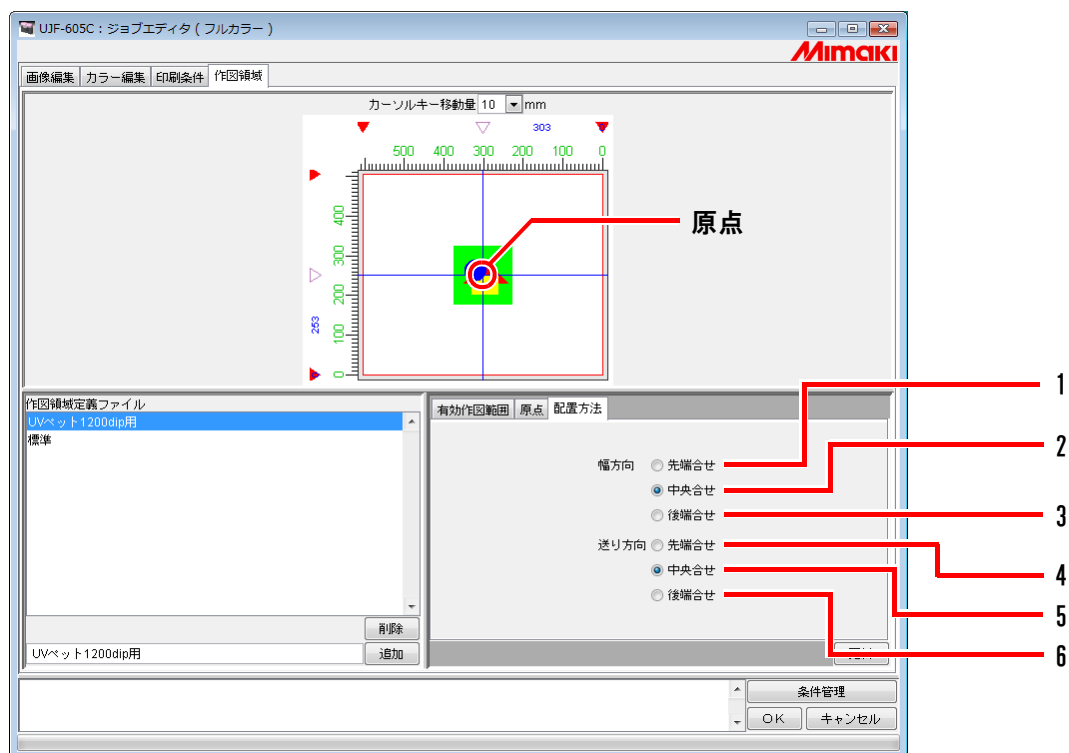 UJF-605C : ジョブエディタ ( フルカラー )
Mimaki
画像編集 カラー編集 印刷条件 作図領域
カーソルキー移動量 10 mm
303
500 400 300 200 100 0
400
300
200
100
0
253
原点
作図領域定義ファイル
UVペット1200dip用
標準
削除
UVペット1200dip用 追加
有効作図範囲 原点 配置方法
幅方向 先端合せ
中央合せ
後端合せ
送り方向 先端合せ
中央合せ
後端合せ
1
2
3
4
5
6
条件管理
OK キャンセル